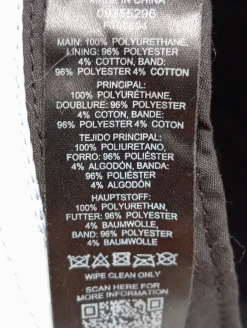 MADE IN CHINA
09755296
MAIN: 100% POLYURETHANE,
LINING: 96% POLYESTER
4% COTTON, BAND:
96% POLYESTER 4% COTTON
PRINCIPAL:
100% POLYURÉTHANE,
DOUBLURE: 96% POLYESTER
4% COTON, BANDE:
96% POLYESTER 4% COTON
TEJIDO PRINCIPAL:
100% POLIURETANO,
FORRO: 96% POLIÉSTER
4% ALGODÓN, BANDA:
96% POLIÉSTER
4% ALGODÓN
HAUPTSTOFF:
100% POLYURETHAN,
FUTTER: 96% POLYESTER
4% BAUMWOLLE,
BAND: 96% POLYESTER
4% BAUMWOLLE
WIPE CLEAN ONLY
SCAN HERE FOR
MORE INFORMATION